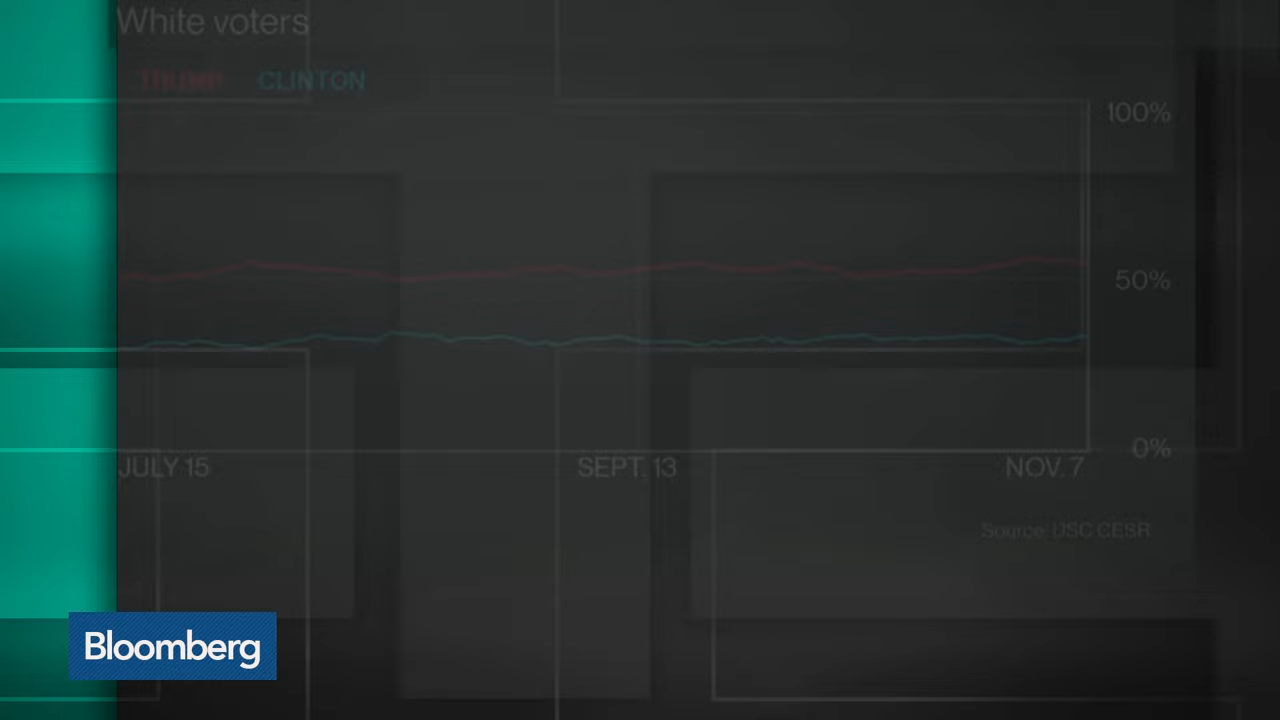 White voters
TRUMP CLINTON
100%
50%
0%
JULY 15 SEPT. 13 NOV. 7
Source: USC CESR
Bloomberg